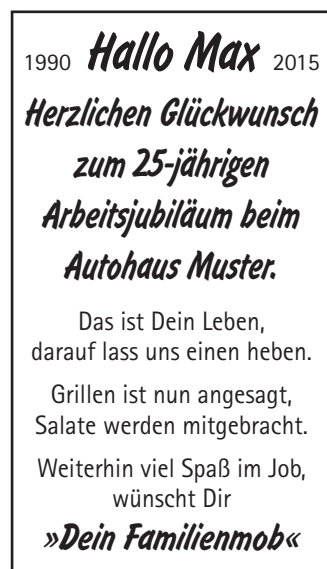 1990 Hallo Max 2015
Herzlichen Glückwunsch
zum 25-jährigen
Arbeitsjubiläum beim
Autohaus Muster.
Das ist Dein Leben,
darauf lass uns einen heben.
Grillen ist nun angesagt,
Salate werden mitgebracht.
Weiterhin viel Spaß im Job,
wünscht Dir
»Dein Familienmob«